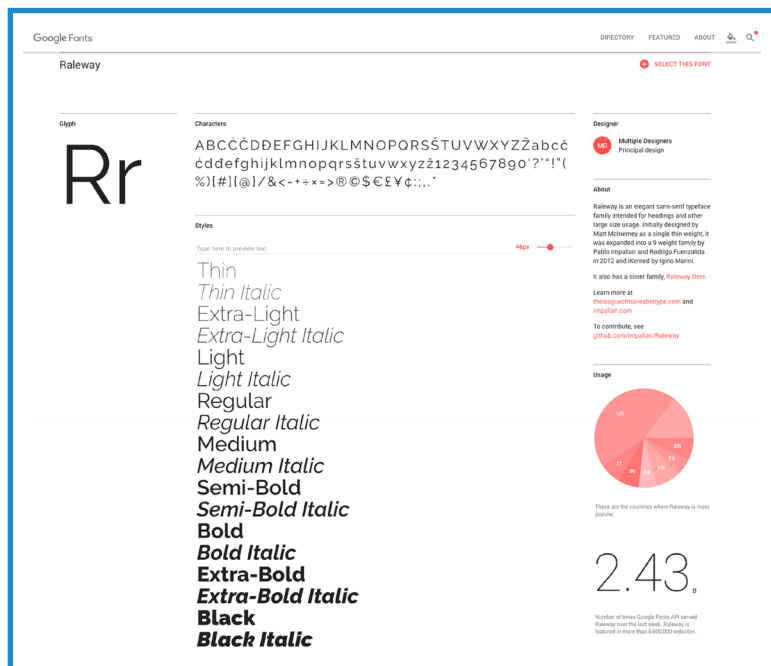 Google Fonts
DIRECTORY FEATURED ABOUT
Raleway
SELECT THIS FONT
Glyph
Rr
Characters
ABCČĆDĐEFGHIJKLMNOPQRSŠTUVWXYZŽabcč
ćdđefghijklmnopqrsštuvwxyzž1234567890‘?’“!”(
%)[#]{@}/&<-+÷×=>®©$€£¥¢:;,.*
Styles
Type here to preview text
46px
Thin
Thin Italic
Extra-Light
Extra-Light Italic
Light
Light Italic
Regular
Regular Italic
Medium
Medium Italic
Semi-Bold
Semi-Bold Italic
Bold
Bold Italic
Extra-Bold
Extra-Bold Italic
Black
Black Italic
Designer
MD
Multiple Designers
Principal design
About
Raleway is an elegant sans-serif typeface
family intended for headings and other
large size usage. Initially designed by
Matt McInerney as a single thin weight, it
was expanded into a 9 weight family by
Pablo Impallari and Rodrigo Fuenzalida
in 2012 and iKerned by Igino Marini.
It also has a sister family, Raleway Dots.
Learn more at
theleagueofmoveabletype.com and
impallari.com
To contribute, see
github.com/impallari/Raleway
Usage
US
BR
ES
FR
IN
IT
These are the countries where Raleway is most
popular.
2.43 B
Number of times Google Fonts API served
Raleway over the last week. Raleway is
featured in more than 6,600,000 websites.